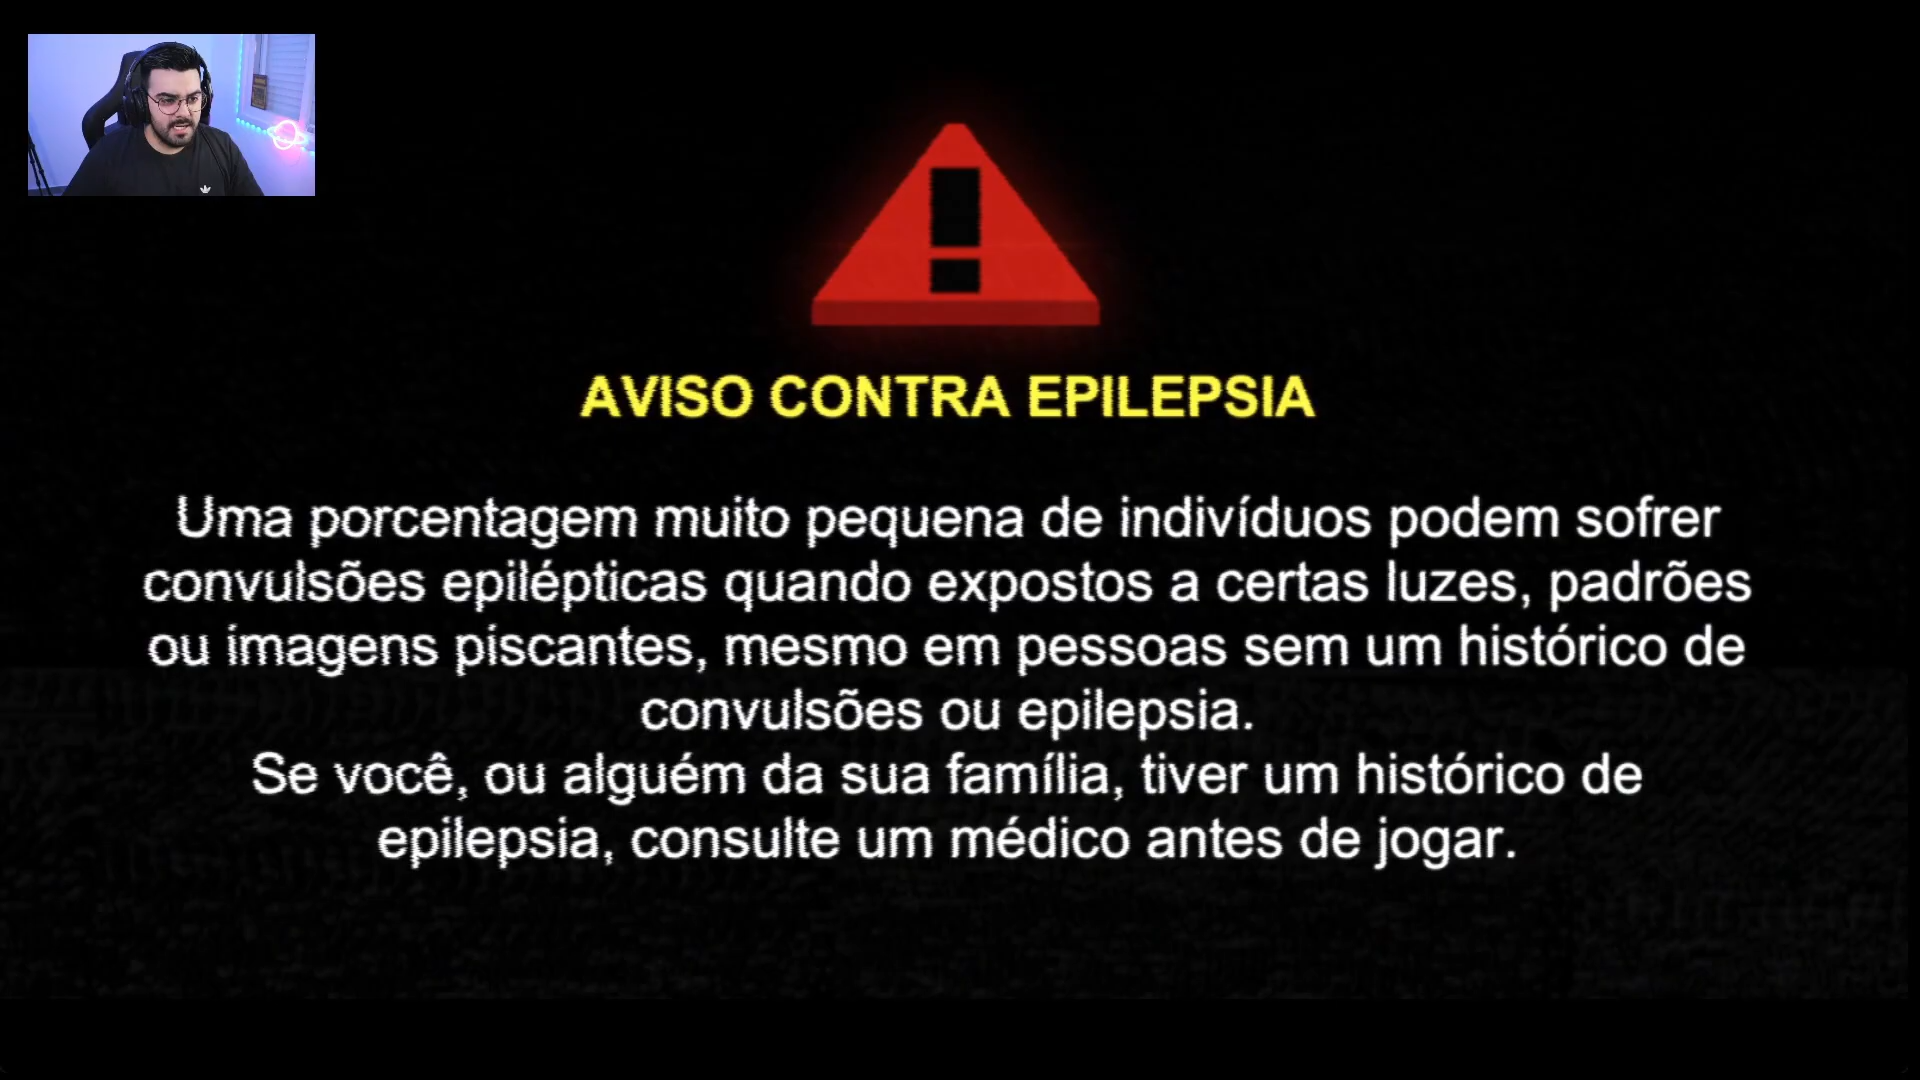 AVISO CONTRA EPILEPSIA
Uma porcentagem muito pequena de indivíduos podem sofrer
convulsões epilépticas quando expostos a certas luzes, padrões
ou imagens piscantes, mesmo em pessoas sem um histórico de
convulsões ou epilepsia.
Se você, ou alguém da sua família, tiver um histórico de
epilepsia, consulte um médico antes de jogar.